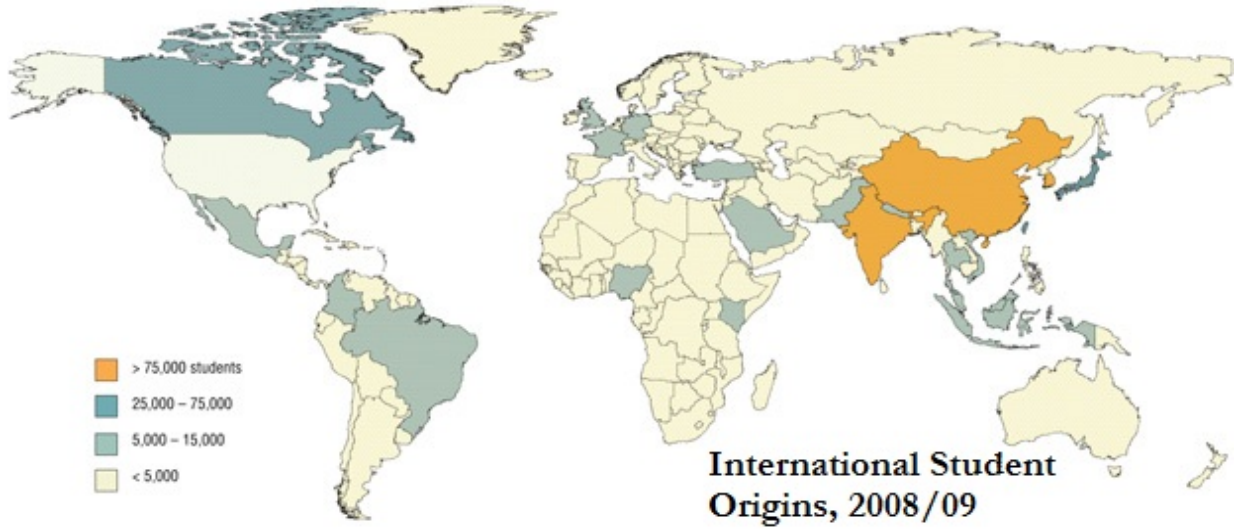 > 75,000 students
25,000 – 75,000
5,000 – 15,000
< 5,000
International Student
Origins, 2008/09